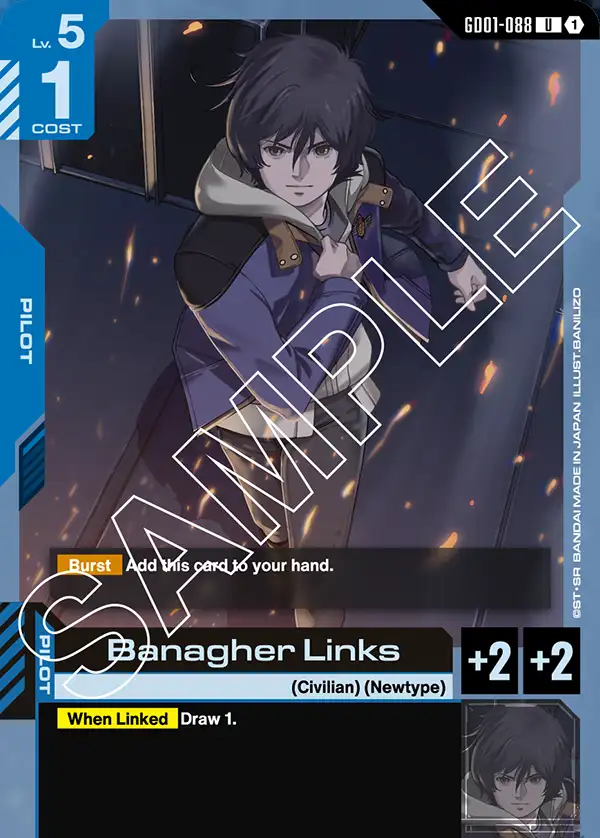 Lv. 5
1
COST
GD01-088 U 1
PILOT
©ST・SR BANDAI MADE IN JAPAN ILLUST.BANILIZO
SAMPLE
Burst Add this card to your hand.
PILOT
Banagher Links
+2 +2
(Civilian) (Newtype)
When Linked Draw 1.